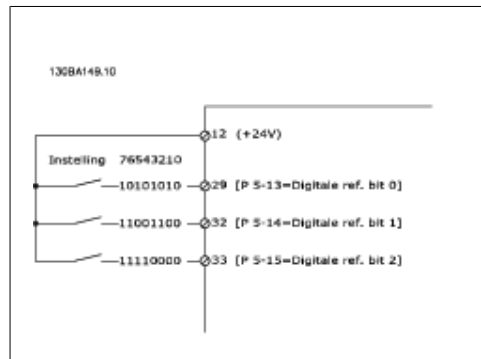 130BA149.10
12 (+24V)
Instelling 76543210
10101010 29 [P 5-13=Digitale ref. bit 0]
11001100 32 [P 5-14=Digitale ref. bit 1]
11110000 33 [P 5-15=Digitale ref. bit 2]